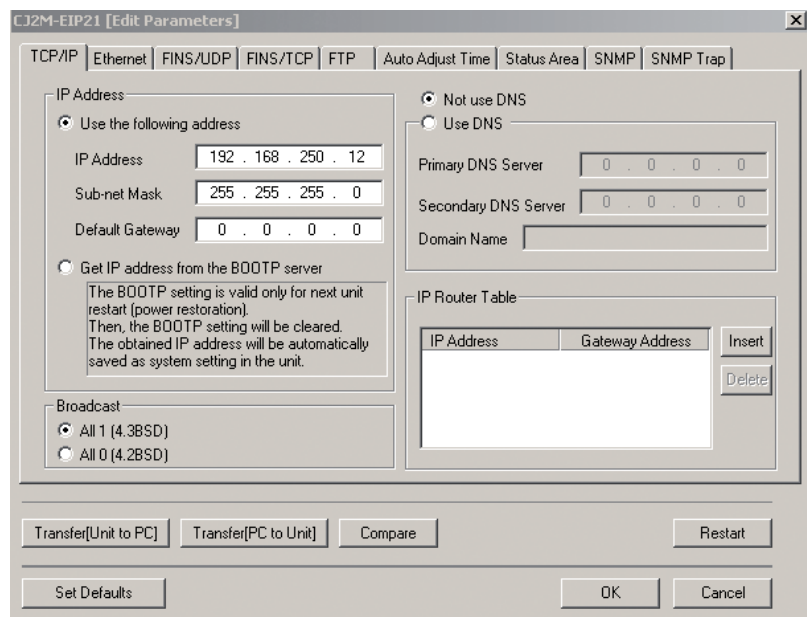 CJ2M-EIP21 [Edit Parameters]
TCP/IP Ethernet FINS/UDP FINS/TCP FTP Auto Adjust Time Status Area SNMP SNMP Trap
IP Address
Use the following address
IP Address 192 . 168 . 250 . 12
Sub-net Mask 255 . 255 . 255 . 0
Default Gateway 0 . 0 . 0 . 0
Get IP address from the BOOTP server
The BOOTP setting is valid only for next unit
restart (power restoration).
Then, the BOOTP setting will be cleared.
The obtained IP address will be automatically
saved as system setting in the unit.
Broadcast
All 1 (4.3BSD)
All 0 (4.2BSD)
Not use DNS
Use DNS
Primary DNS Server 0 . 0 . 0 . 0
Secondary DNS Server 0 . 0 . 0 . 0
Domain Name
IP Router Table
IP Address Gateway Address
Insert
Delete
Transfer[Unit to PC] Transfer[PC to Unit] Compare Restart
Set Defaults OK Cancel